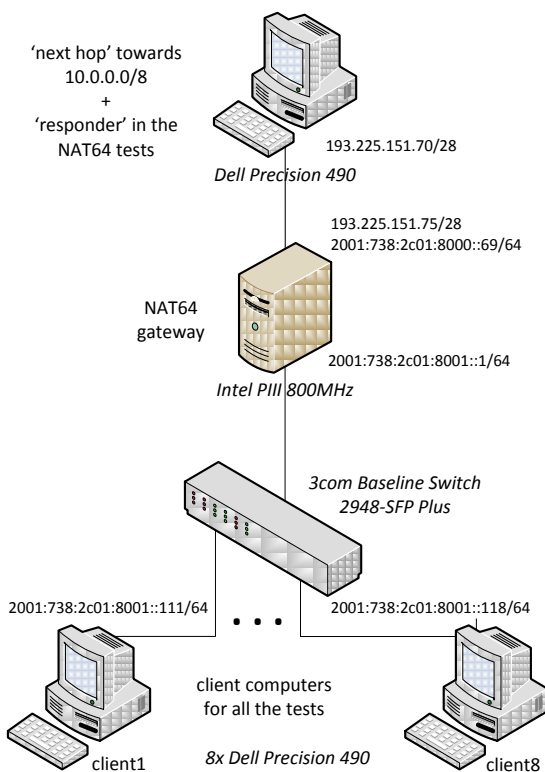 ‘next hop’ towards
10.0.0.0/8
+
‘responder’ in the
NAT64 tests
193.225.151.70/28
Dell Precision 490
193.225.151.75/28
2001:738:2c01:8000::69/64
NAT64
gateway
2001:738:2c01:8001::1/64
Intel PIII 800MHz
3com Baseline Switch
2948-SFP Plus
2001:738:2c01:8001::111/64
2001:738:2c01:8001::118/64
. . .
client computers
for all the tests
client1
8x Dell Precision 490
client8